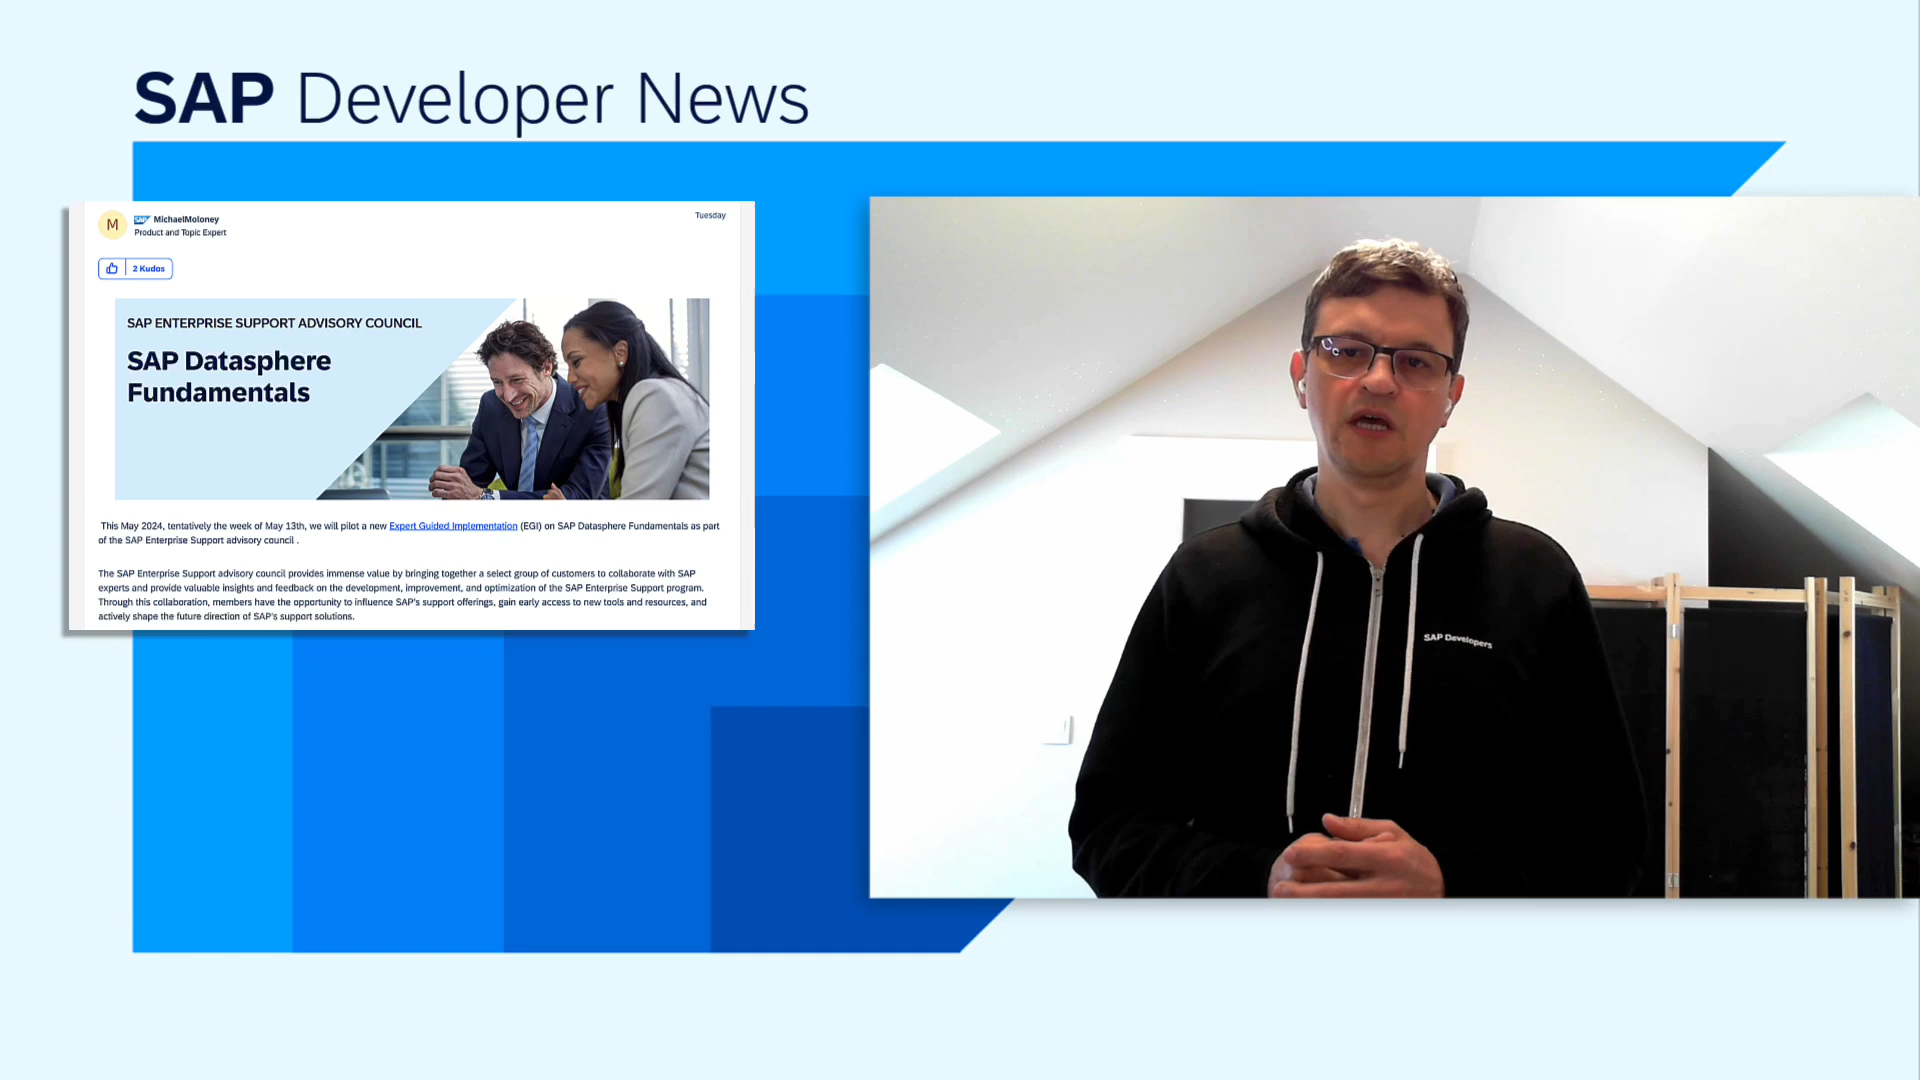 SAP Developer News
M
SAP MichaelMoloney
Tuesday
Product and Topic Expert
2 Kudos
SAP ENTERPRISE SUPPORT ADVISORY COUNCIL
SAP Datasphere
Fundamentals
This May 2024, tentatively the week of May 13th, we will pilot a new Expert Guided Implementation (EGI) on SAP Datasphere Fundamentals as part
of the SAP Enterprise Support advisory council .
The SAP Enterprise Support advisory council provides immense value by bringing together a select group of customers to collaborate with SAP
experts and provide valuable insights and feedback on the development, improvement, and optimization of the SAP Enterprise Support program.
Through this collaboration, members have the opportunity to influence SAP's support offerings, gain early access to new tools and resources, and
actively shape the future direction of SAP's support solutions.
SAP Developers